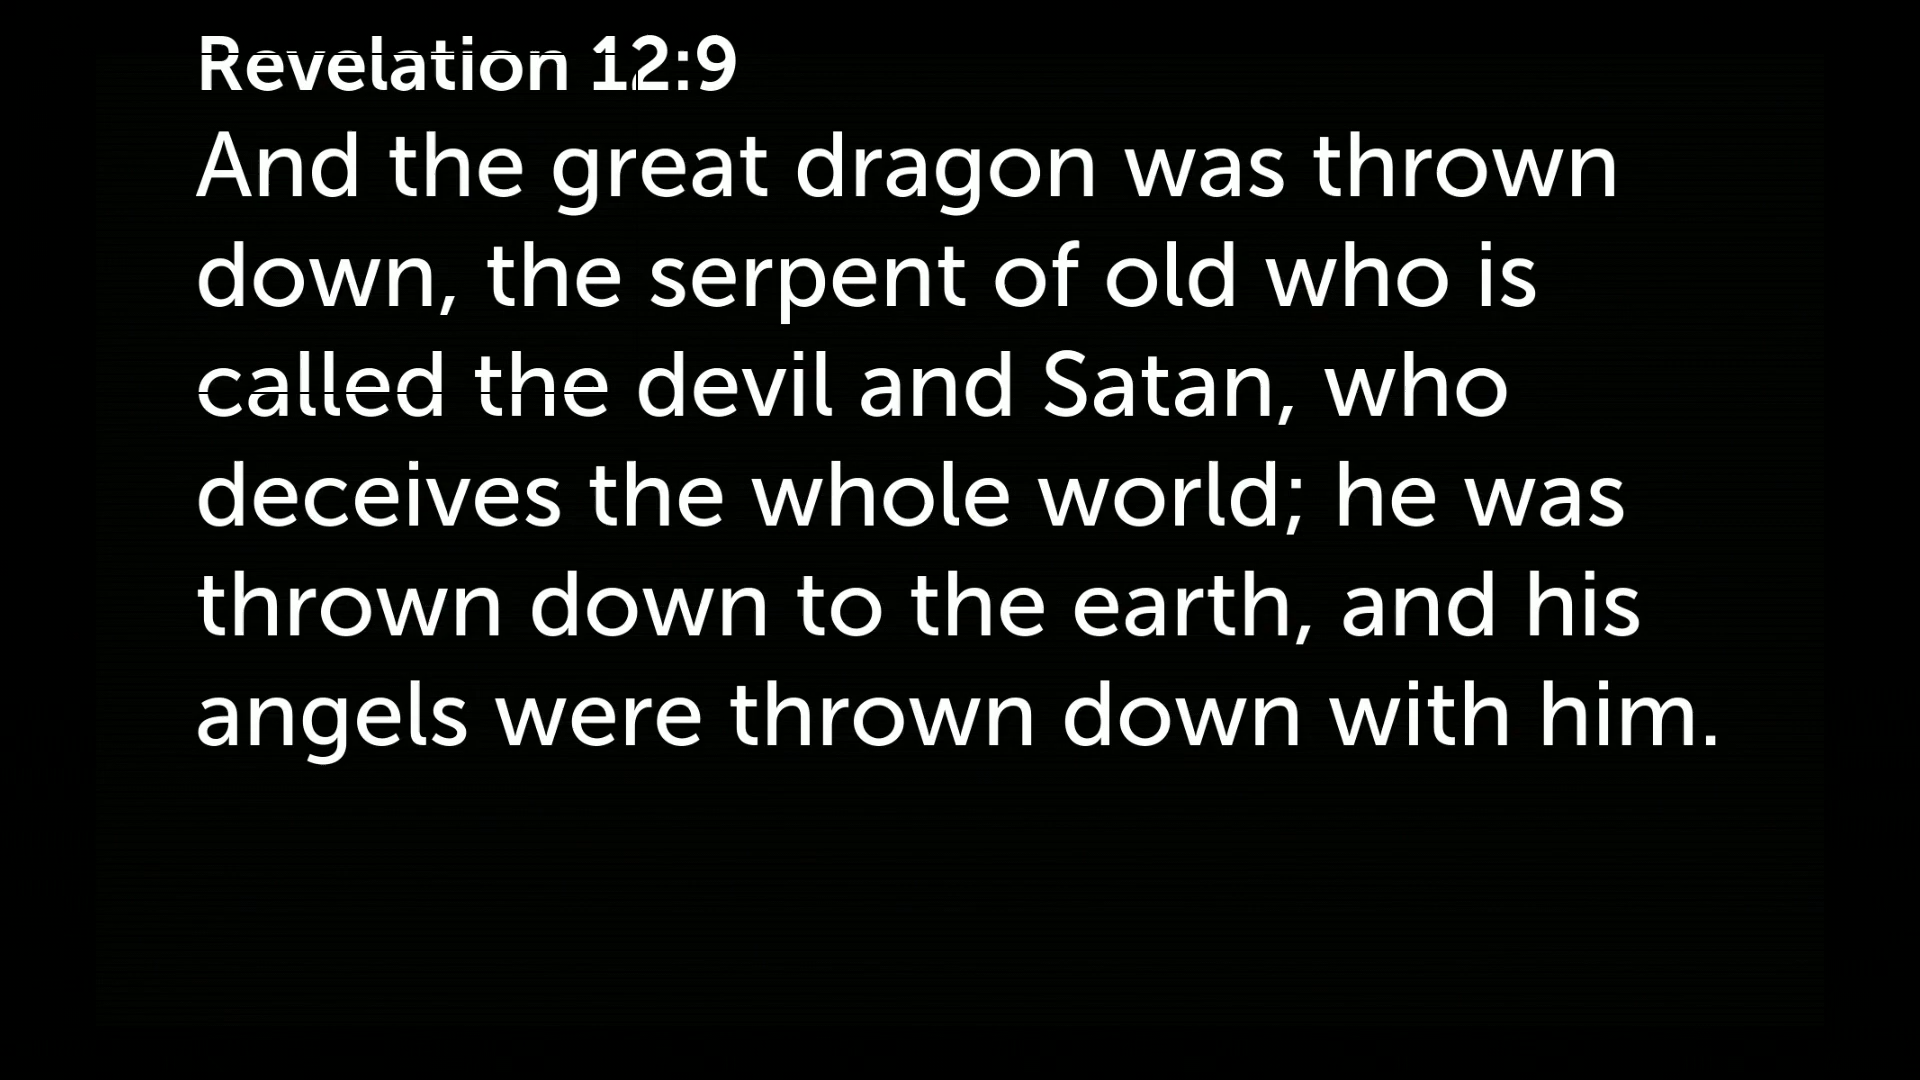 Revelation 12:9
And the great dragon was thrown
down, the serpent of old who is
called the devil and Satan, who
deceives the whole world; he was
thrown down to the earth, and his
angels were thrown down with him.